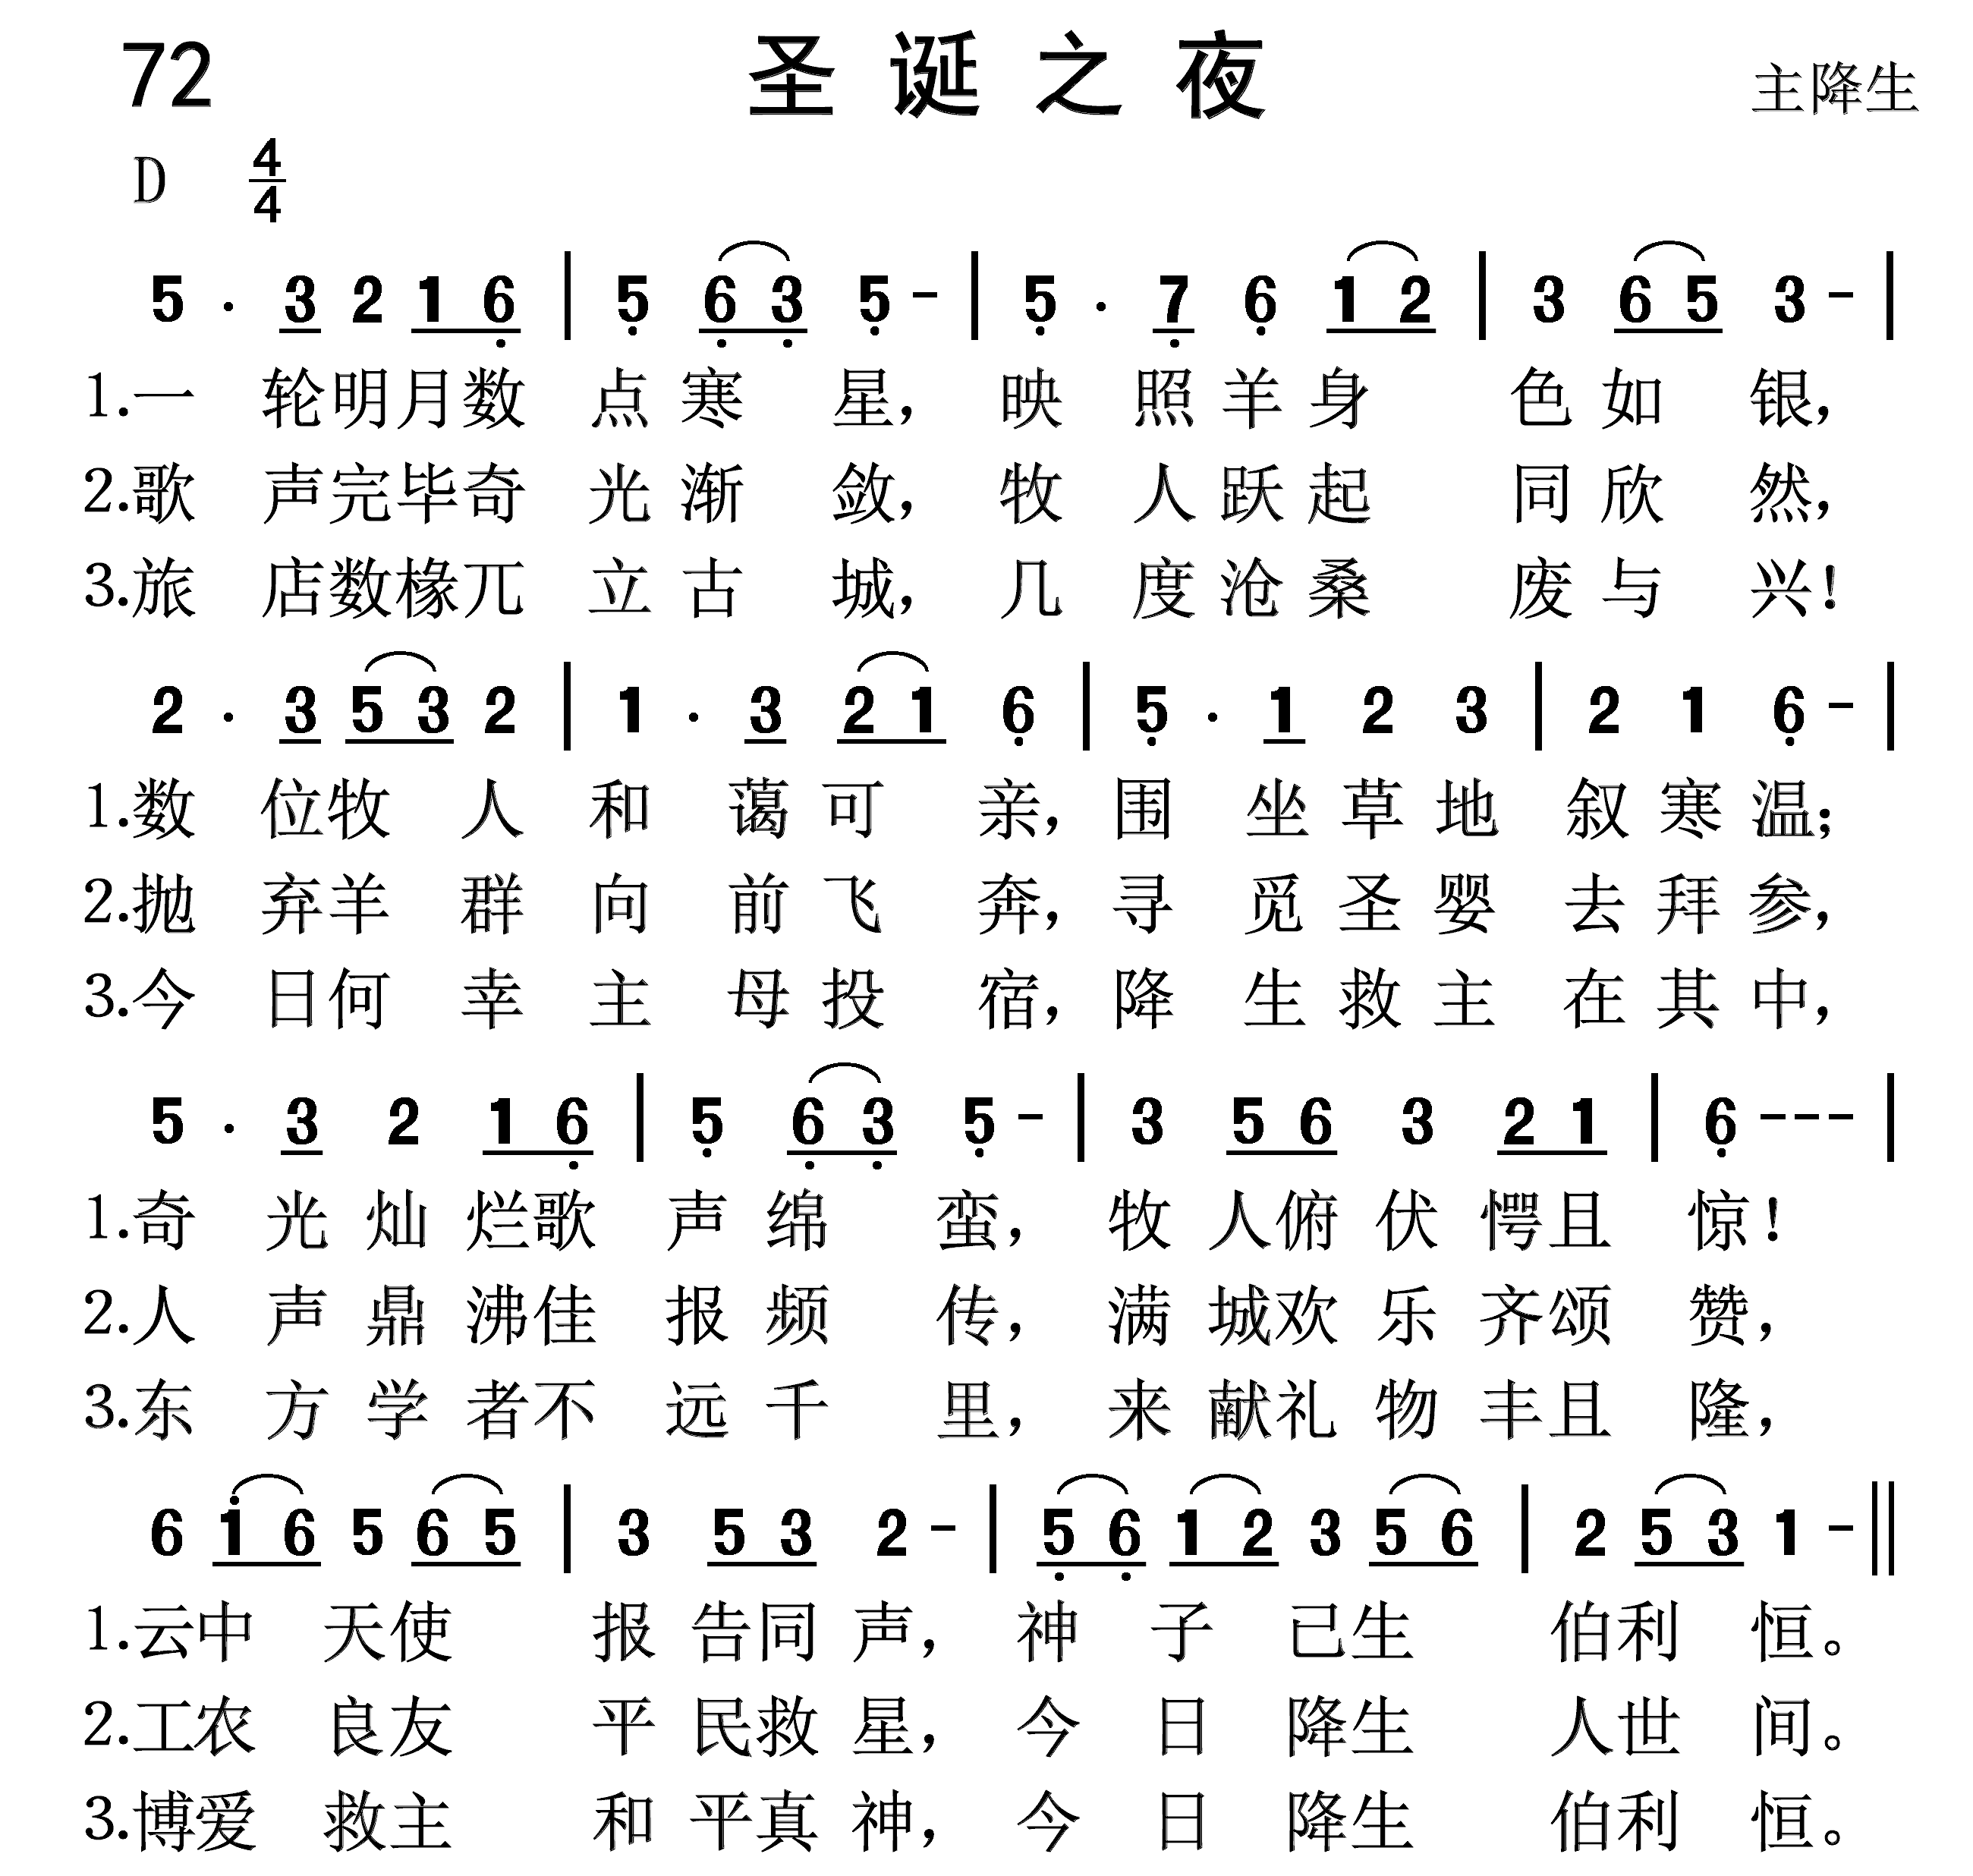 72 圣诞之夜 主降生
D 4/4
5 · 3 2 1 6̣ | 5̣ 6̣ 3̣ 5̣ - | 5̣ · 7̣ 6̣ 1 2 | 3 6 5 3 - |
1.一轮明月数点寒星，映照羊身色如银，
2.歌声完毕奇光渐敛，牧人跃起同欣然，
3.旅店数椽兀立古城，几度沧桑废与兴！
2 · 3 5 3 2 | 1 · 3 2 1 6̣ | 5̣ · 1 2 3 | 2 1 6̣ - |
1.数位牧人和蔼可亲，围坐草地叙寒温；
2.抛弃羊群向前飞奔，寻觅圣婴去拜参，
3.今日何幸主母投宿，降生救主在其中，
5 · 3 2 1 6̣ | 5̣ 6̣ 3̣ 5̣ - | 3 5 6 3 2 1 | 6̣ - - - |
1.奇光灿烂歌声绵蛮，牧人俯伏愕且惊！
2.人声鼎沸佳报频传，满城欢乐齐颂赞，
3.东方学者不远千里，来献礼物丰且隆，
6 1̇ 6 5 6 5 | 3 5 3 2 - | 5̣ 6̣ 1 2 3 5 6 | 2 5 3 1 - ‖
1.云中天使报告同声，神子已生伯利恒。
2.工农良友平民救星，今日降生人世间。
3.博爱救主和平真神，今日降生伯利恒。